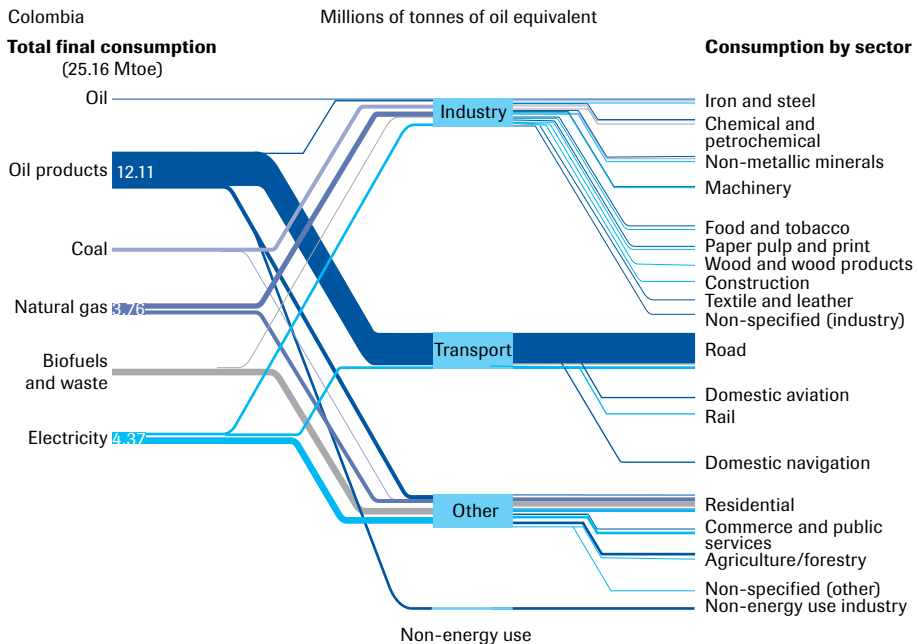 Colombia
Millions of tonnes of oil equivalent
Total final consumption
(25.16 Mtoe)
Consumption by sector
Oil
Oil products
12.11
Coal
Natural gas
3.76
Biofuels
and waste
Electricity
4.37
Industry
Transport
Other
Non-energy use
Iron and steel
Chemical and
petrochemical
Non-metallic minerals
Machinery
Food and tobacco
Paper pulp and print
Wood and wood products
Construction
Textile and leather
Non-specified (industry)
Road
Domestic aviation
Rail
Domestic navigation
Residential
Commerce and public
services
Agriculture/forestry
Non-specified (other)
Non-energy use industry